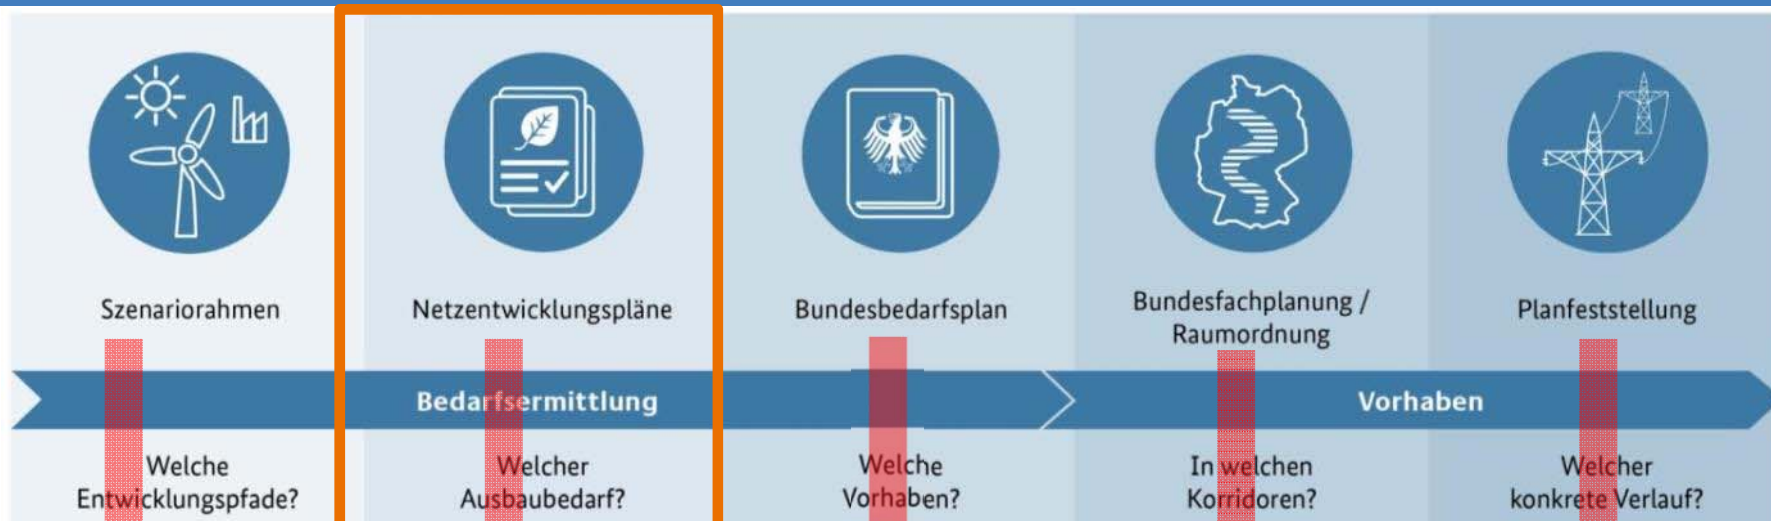 Szenariorahmen
Netzentwicklungspläne
Bundesbedarfsplan
Bundesfachplanung /
Raumordnung
Planfeststellung
Bedarfsermittlung
Vorhaben
Welche
Entwicklungspfade?
Welcher
Ausbaubedarf?
Welche
Vorhaben?
In welchen
Korridoren?
Welcher
konkrete Verlauf?